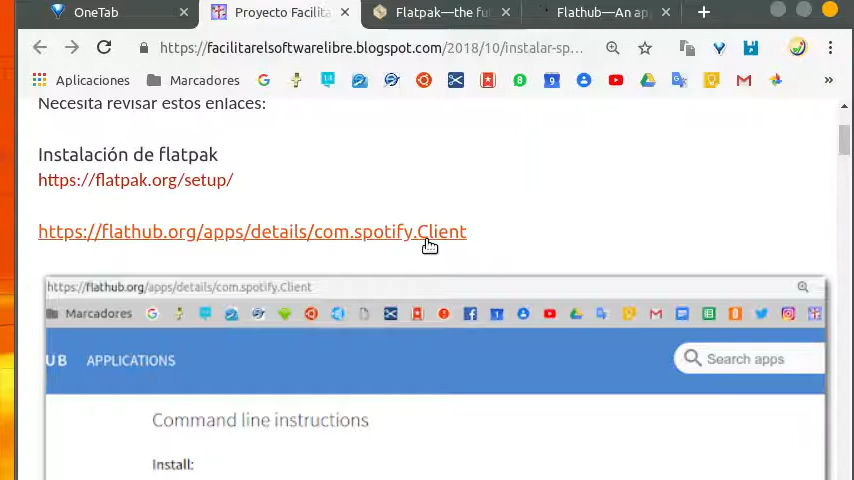 OneTab
Proyecto Facilita
Flatpak—the fu
Flathub—An ap
https://facilitarelsoftwarelibre.blogspot.com/2018/10/instalar-sp...
Aplicaciones
Marcadores
Necesita revisar estos enlaces:
Instalación de flatpak
https://flatpak.org/setup/
https://flathub.org/apps/details/com.spotify.Client
https://flathub.org/apps/details/com.spotify.Client
Marcadores
UB APPLICATIONS
Search apps
Command line instructions
Install: